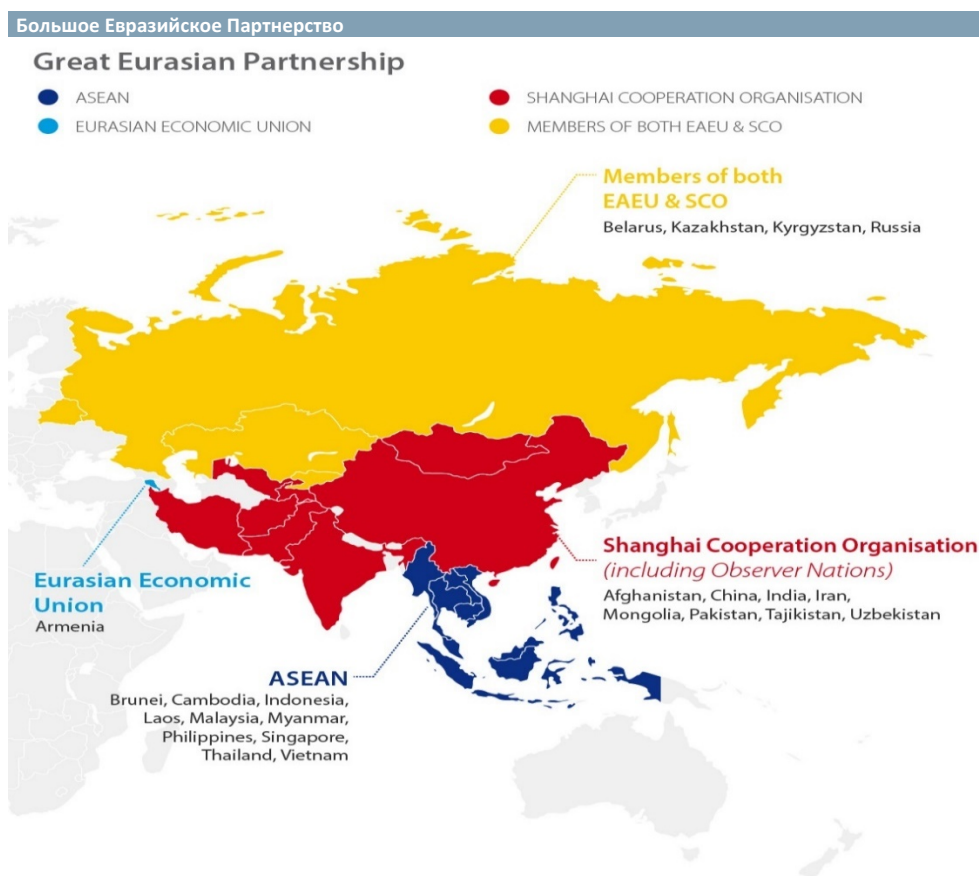 Большое Евразийское Партнерство
Great Eurasian Partnership
ASEAN
SHANGHAI COOPERATION ORGANISATION
EURASIAN ECONOMIC UNION
MEMBERS OF BOTH EAEU & SCO
Members of both
EAEU & SCO
Belarus, Kazakhstan, Kyrgyzstan, Russia
Shanghai Cooperation Organisation
(including Observer Nations)
Afghanistan, China, India, Iran,
Mongolia, Pakistan, Tajikistan, Uzbekistan
Eurasian Economic
Union
Armenia
ASEAN
Brunei, Cambodia, Indonesia,
Laos, Malaysia, Myanmar,
Philippines, Singapore,
Thailand, Vietnam